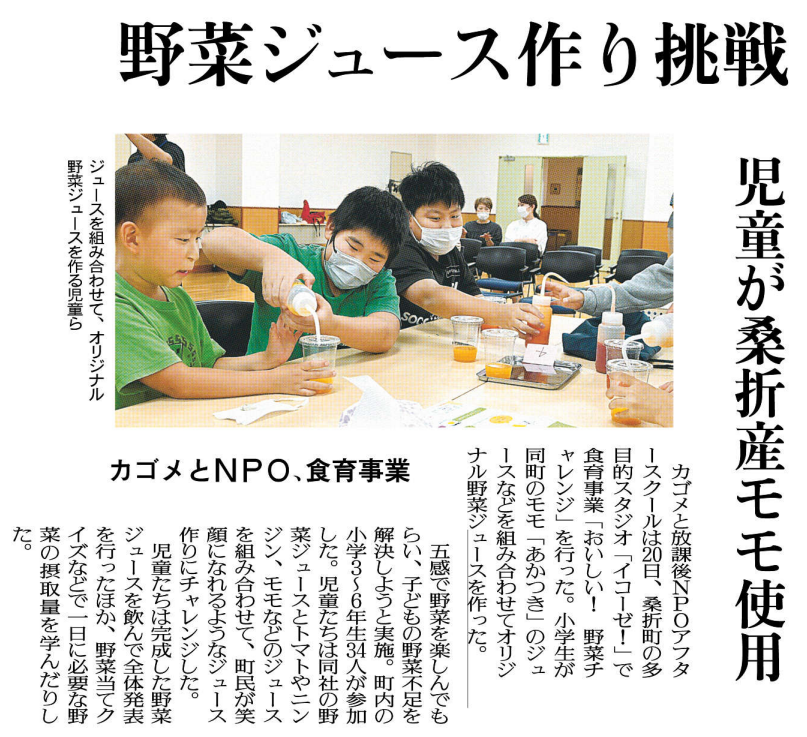 野菜ジュース作り挑戦
児童が桑折産モモ使用
ジュースを組み合わせて、オリジナル
野菜ジュースを作る児童ら
カゴメとNPO、食育事業
カゴメと放課後NPOアフタ
ースクールは20日、桑折町の多
目的スタジオ「イコーゼ!」で
食育事業「おいしい! 野菜チ
ャレンジ」を行った。小学生が
同町のモモ「あかつき」のジュ
ースなどを組み合わせてオリジ
ナル野菜ジュースを作った。
五感で野菜を楽しんでも
らい、子どもの野菜不足を
解決しようと実施。町内の
小学3〜6年生34人が参加
した。児童たちは同社の野
菜ジュースとトマトやニン
ジン、モモなどのジュース
を組み合わせて、町民が笑
顔になれるようなジュース
作りにチャレンジした。
児童たちは完成した野菜
ジュースを飲んで全体発表
を行ったほか、野菜当てク
イズなどで一日に必要な野
菜の摂取量を学んだりし
た。